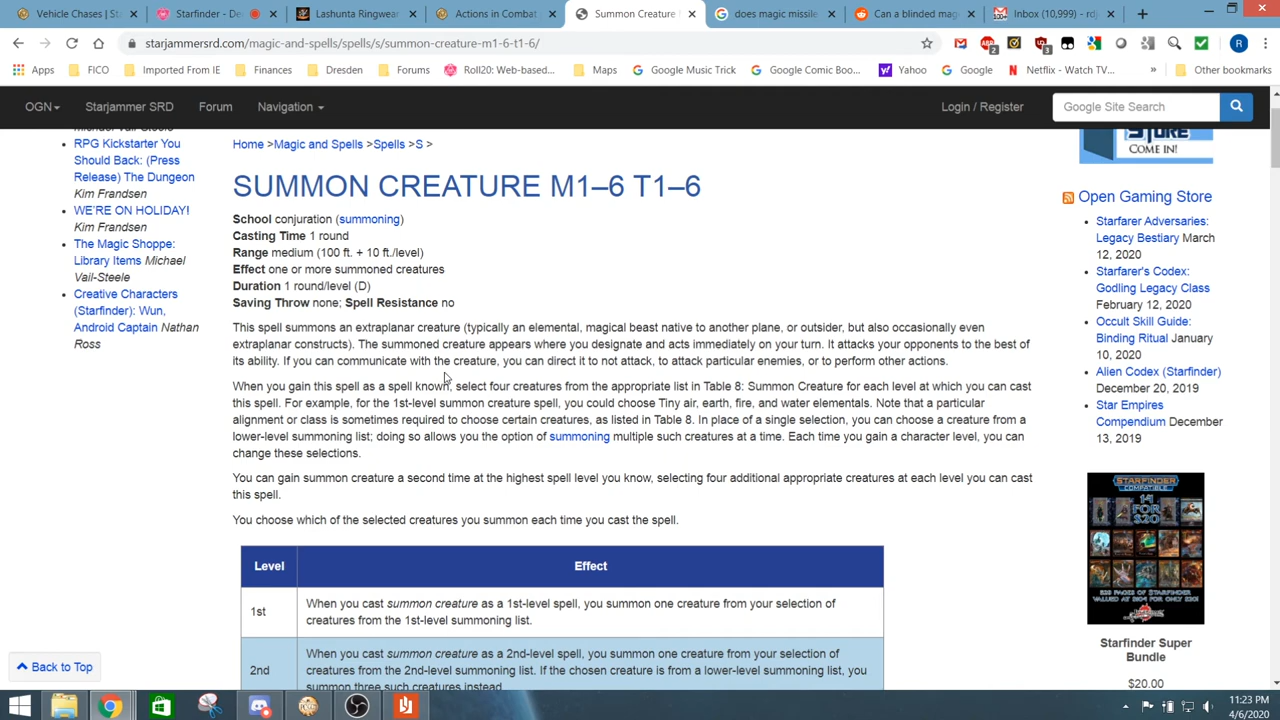 Vehicle Chases | St
Starfinder - De
Lashunta Ringwear
Actions in Combat
Summon Creature
does magic missile
Can a blinded mag
Inbox (10,999) - rd
starjammersrd.com/magic-and-spells/spells/s/summon-creature-m1-6-t1-6/
R
Apps FICO Imported From IE Finances Dresden Forums Roll20: Web-based... Maps Google Music Trick Google Comic Boo... Yahoo Google Netflix - Watch TV... » Other bookmarks
OGN Starjammer SRD Forum Navigation Login / Register Google Site Search
Michael Vail-Steele
RPG Kickstarter You
Should Back: (Press
Release) The Dungeon
Kim Frandsen
WE'RE ON HOLIDAY!
Kim Frandsen
The Magic Shoppe:
Library Items Michael
Vail-Steele
Creative Characters
(Starfinder): Wun,
Android Captain Nathan
Ross
Back to Top
Home >Magic and Spells >Spells >S >
SUMMON CREATURE M1–6 T1–6
School conjuration (summoning)
Casting Time 1 round
Range medium (100 ft. + 10 ft./level)
Effect one or more summoned creatures
Duration 1 round/level (D)
Saving Throw none; Spell Resistance no
This spell summons an extraplanar creature (typically an elemental, magical beast native to another plane, or outsider, but also occasionally even
extraplanar constructs). The summoned creature appears where you designate and acts immediately on your turn. It attacks your opponents to the best of
its ability. If you can communicate with the creature, you can direct it to not attack, to attack particular enemies, or to perform other actions.
When you gain this spell as a spell known, select four creatures from the appropriate list in Table 8: Summon Creature for each level at which you can cast
this spell. For example, for the 1st-level summon creature spell, you could choose Tiny air, earth, fire, and water elementals. Note that a particular
alignment or class is sometimes required to choose certain creatures, as listed in Table 8. In place of a single selection, you can choose a creature from a
lower-level summoning list; doing so allows you the option of summoning multiple such creatures at a time. Each time you gain a character level, you can
change these selections.
You can gain summon creature a second time at the highest spell level you know, selecting four additional appropriate creatures at each level you can cast
this spell.
You choose which of the selected creatures you summon each time you cast the spell.
Level Effect
1st When you cast summon creature as a 1st-level spell, you summon one creature from your selection of
creatures from the 1st-level summoning list.
2nd When you cast summon creature as a 2nd-level spell, you summon one creature from your selection of
creatures from the 2nd-level summoning list. If the chosen creature is from a lower-level summoning list, you
summon three such creatures instead.
STORE
COME IN!
Open Gaming Store
Starfarer Adversaries:
Legacy Bestiary March
12, 2020
Starfarer's Codex:
Godling Legacy Class
February 12, 2020
Occult Skill Guide:
Binding Ritual January
10, 2020
Alien Codex (Starfinder)
December 20, 2019
Star Empires
Compendium December
13, 2019
STARFINDER
COMPATIBLE
14
FOR
$20
Starfinder Super
Bundle
$20.00
11:23 PM
4/6/2020